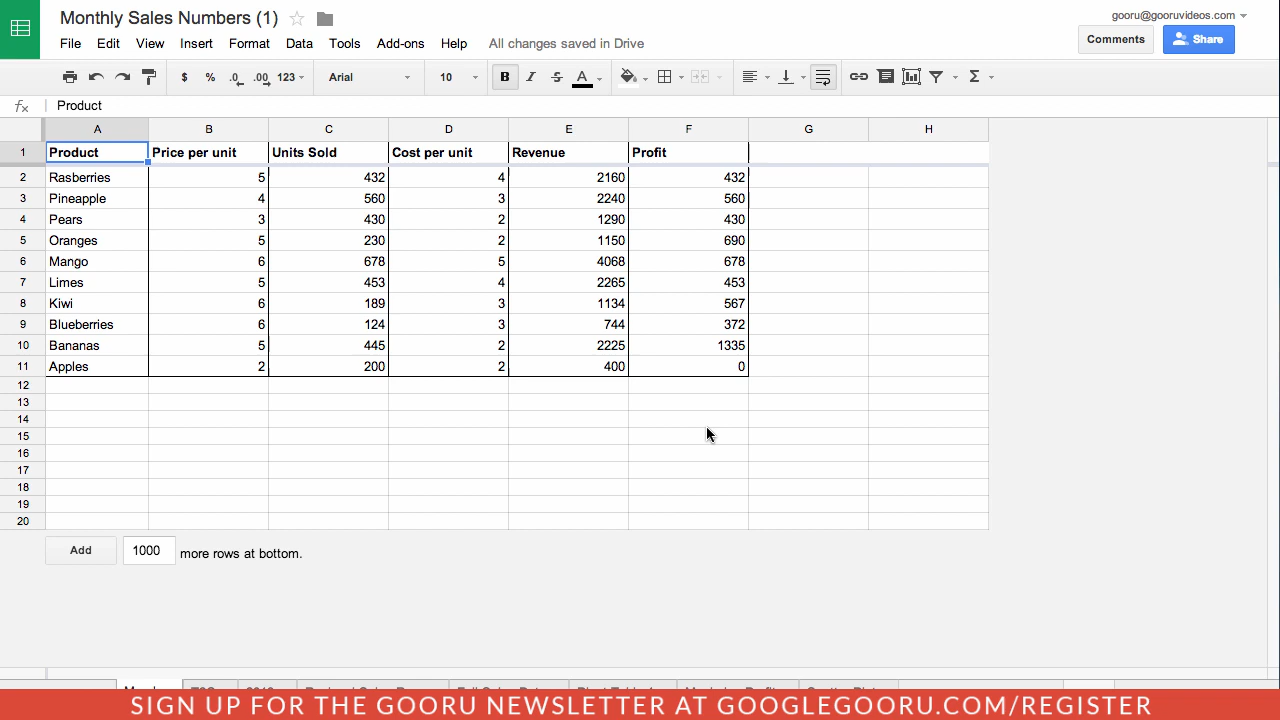 Monthly Sales Numbers (1)
gooru@gooruvideos.com
File Edit View Insert Format Data Tools Add-ons Help All changes saved in Drive
Comments Share
$ % .0 .00 123 Arial 10 B I S A Σ
fx Product
A B C D E F G H
1 Product Price per unit Units Sold Cost per unit Revenue Profit
2 Rasberries 5 432 4 2160 432
3 Pineapple 4 560 3 2240 560
4 Pears 3 430 2 1290 430
5 Oranges 5 230 2 1150 690
6 Mango 6 678 5 4068 678
7 Limes 5 453 4 2265 453
8 Kiwi 6 189 3 1134 567
9 Blueberries 6 124 3 744 372
10 Bananas 5 445 2 2225 1335
11 Apples 2 200 2 400 0
12
13
14
15
16
17
18
19
20
Add 1000 more rows at bottom.
SIGN UP FOR THE GOORU NEWSLETTER AT GOOGLEGOORU.COM/REGISTER